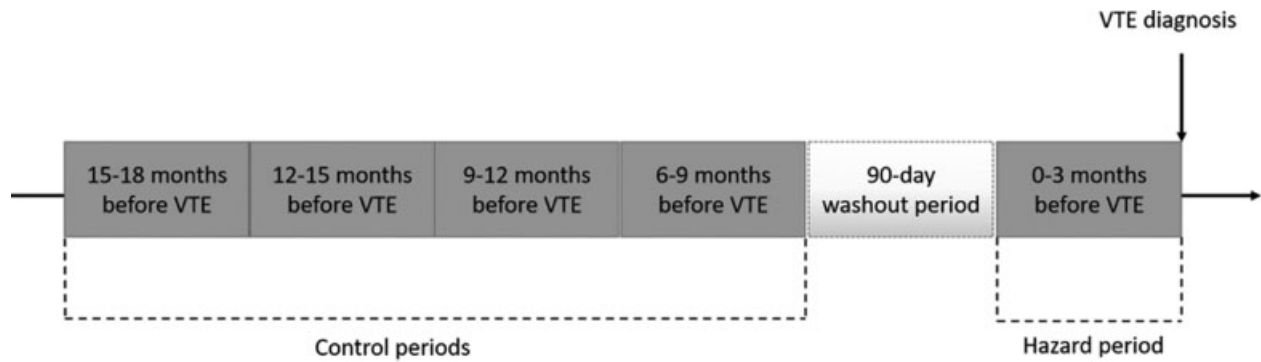 VTE diagnosis
15-18 months
before VTE
12-15 months
before VTE
9-12 months
before VTE
6-9 months
before VTE
90-day
washout period
0-3 months
before VTE
Control periods
Hazard period